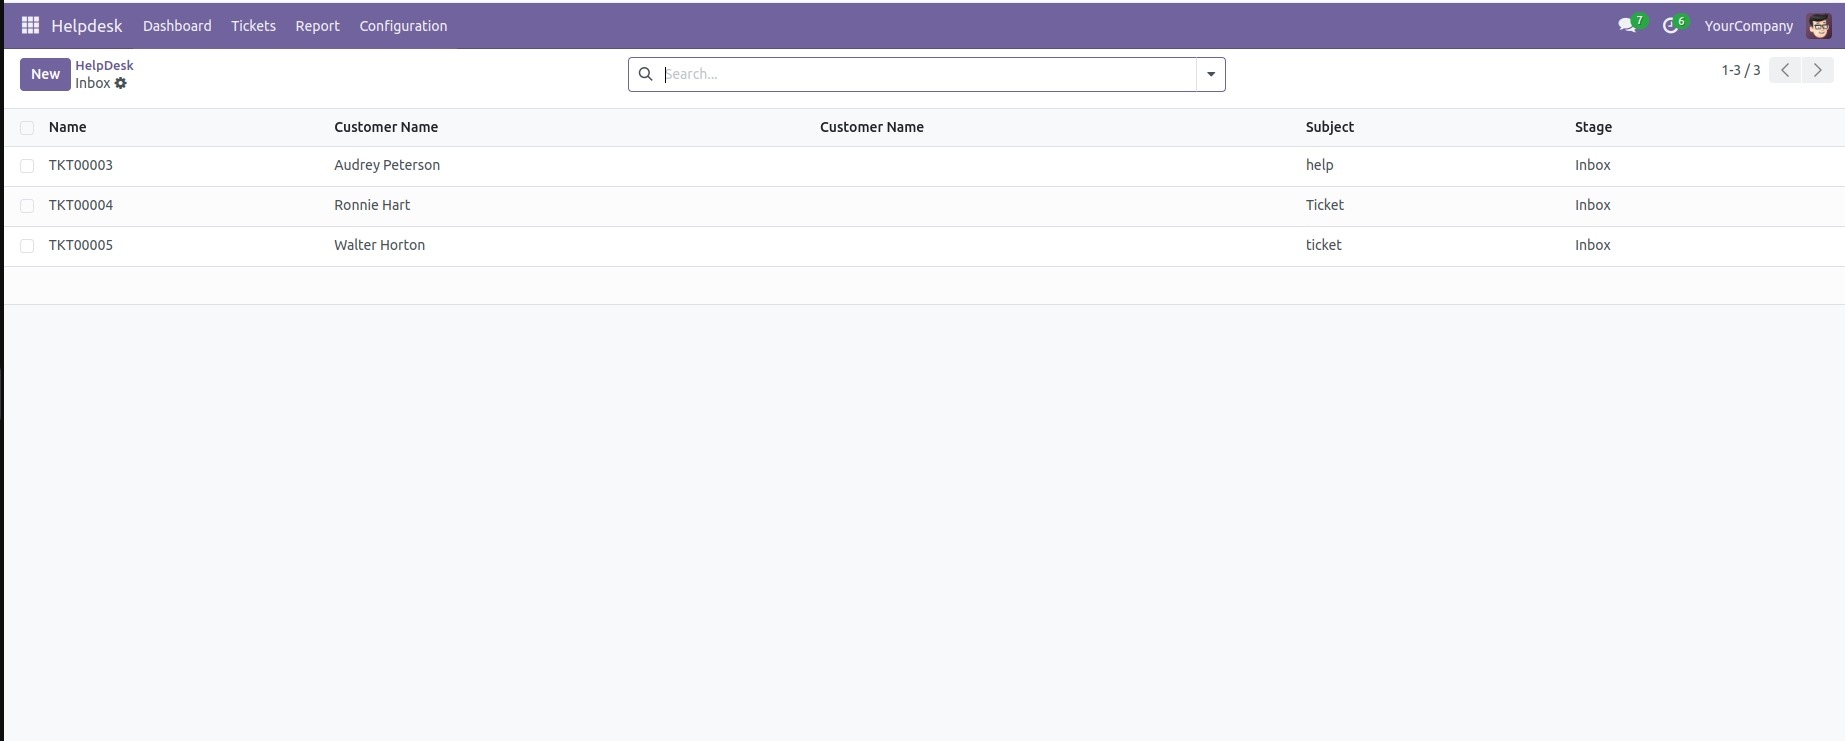 Helpdesk Dashboard Tickets Report Configuration 7 6 YourCompany
New HelpDesk
Inbox
Search...
1-3 / 3
Name Customer Name Customer Name Subject Stage
TKT00003 Audrey Peterson help Inbox
TKT00004 Ronnie Hart Ticket Inbox
TKT00005 Walter Horton ticket Inbox